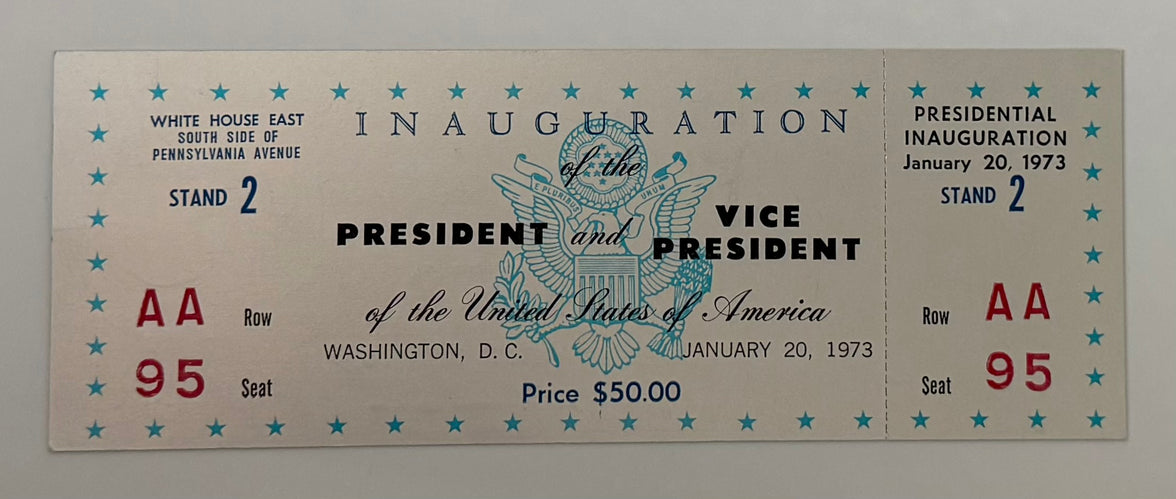 WHITE HOUSE EAST
SOUTH SIDE OF
PENNSYLVANIA AVENUE
STAND 2
AA Row
95 Seat
INAUGURATION
of the
E PLURIBUS UNUM
PRESIDENT and VICE PRESIDENT
of the United States of America
WASHINGTON, D. C. JANUARY 20, 1973
Price $50.00
PRESIDENTIAL
INAUGURATION
January 20, 1973
STAND 2
Row AA
Seat 95